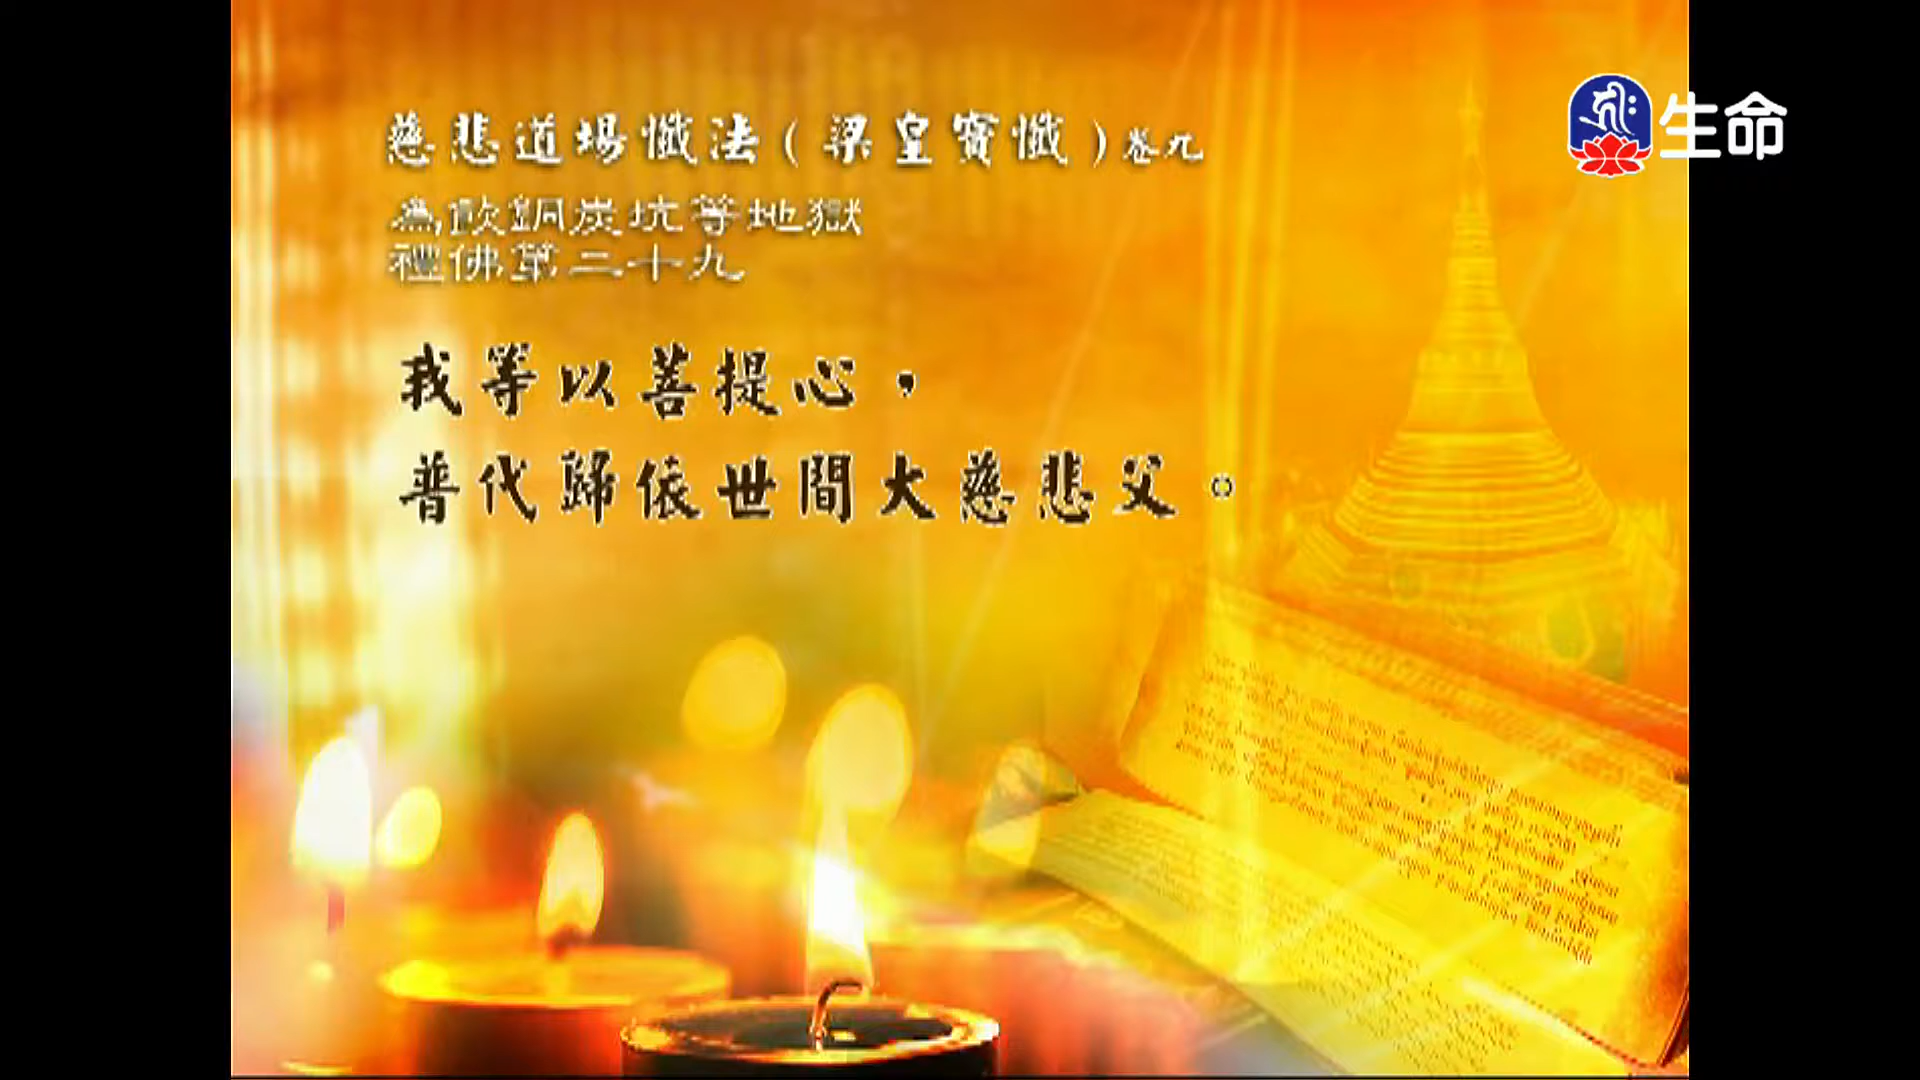 慈悲道場懺法(梁皇寶懺)卷九
為飲銅炭坑等地獄
禮佛第二十九
我等以菩提心，
普代歸依世間大慈悲父。
生命